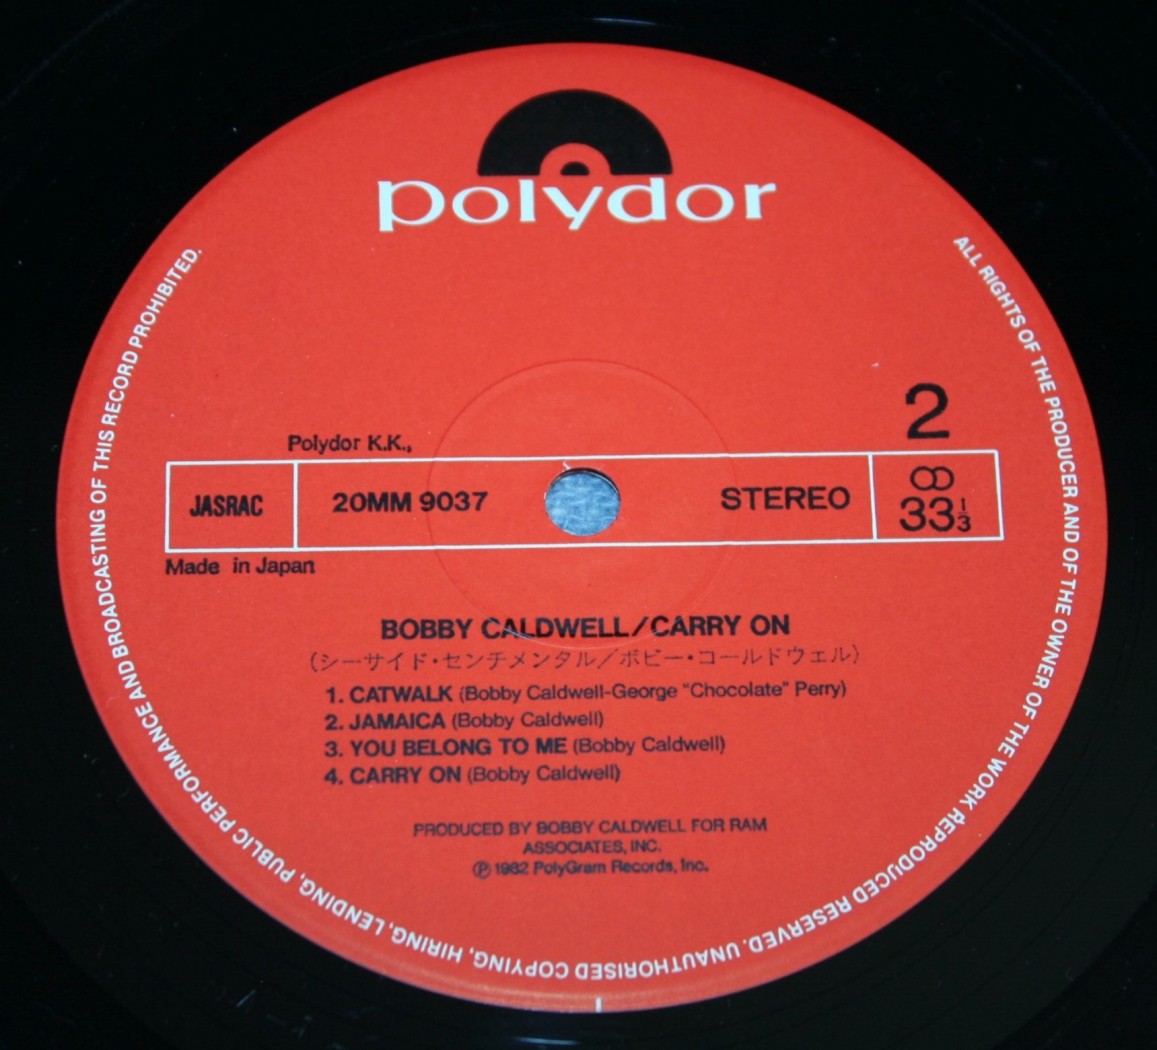 polydor
2
Polydor K.K.,
JASRAC 20MM 9037 STEREO ∞ 33 1/3
Made in Japan
BOBBY CALDWELL/CARRY ON
(シーサイド・センチメンタル/ボビー・コールドウェル)
1. CATWALK (Bobby Caldwell-George "Chocolate" Perry)
2. JAMAICA (Bobby Caldwell)
3. YOU BELONG TO ME (Bobby Caldwell)
4. CARRY ON (Bobby Caldwell)
PRODUCED BY BOBBY CALDWELL FOR RAM
ASSOCIATES, INC.
Ⓟ 1982 PolyGram Records, Inc.
ALL RIGHTS OF THE PRODUCER AND OF THE OWNER OF THE WORK REPRODUCED RESERVED. UNAUTHORISED COPYING, HIRING, LENDING, PUBLIC PERFORMANCE AND BROADCASTING OF THIS RECORD PROHIBITED.